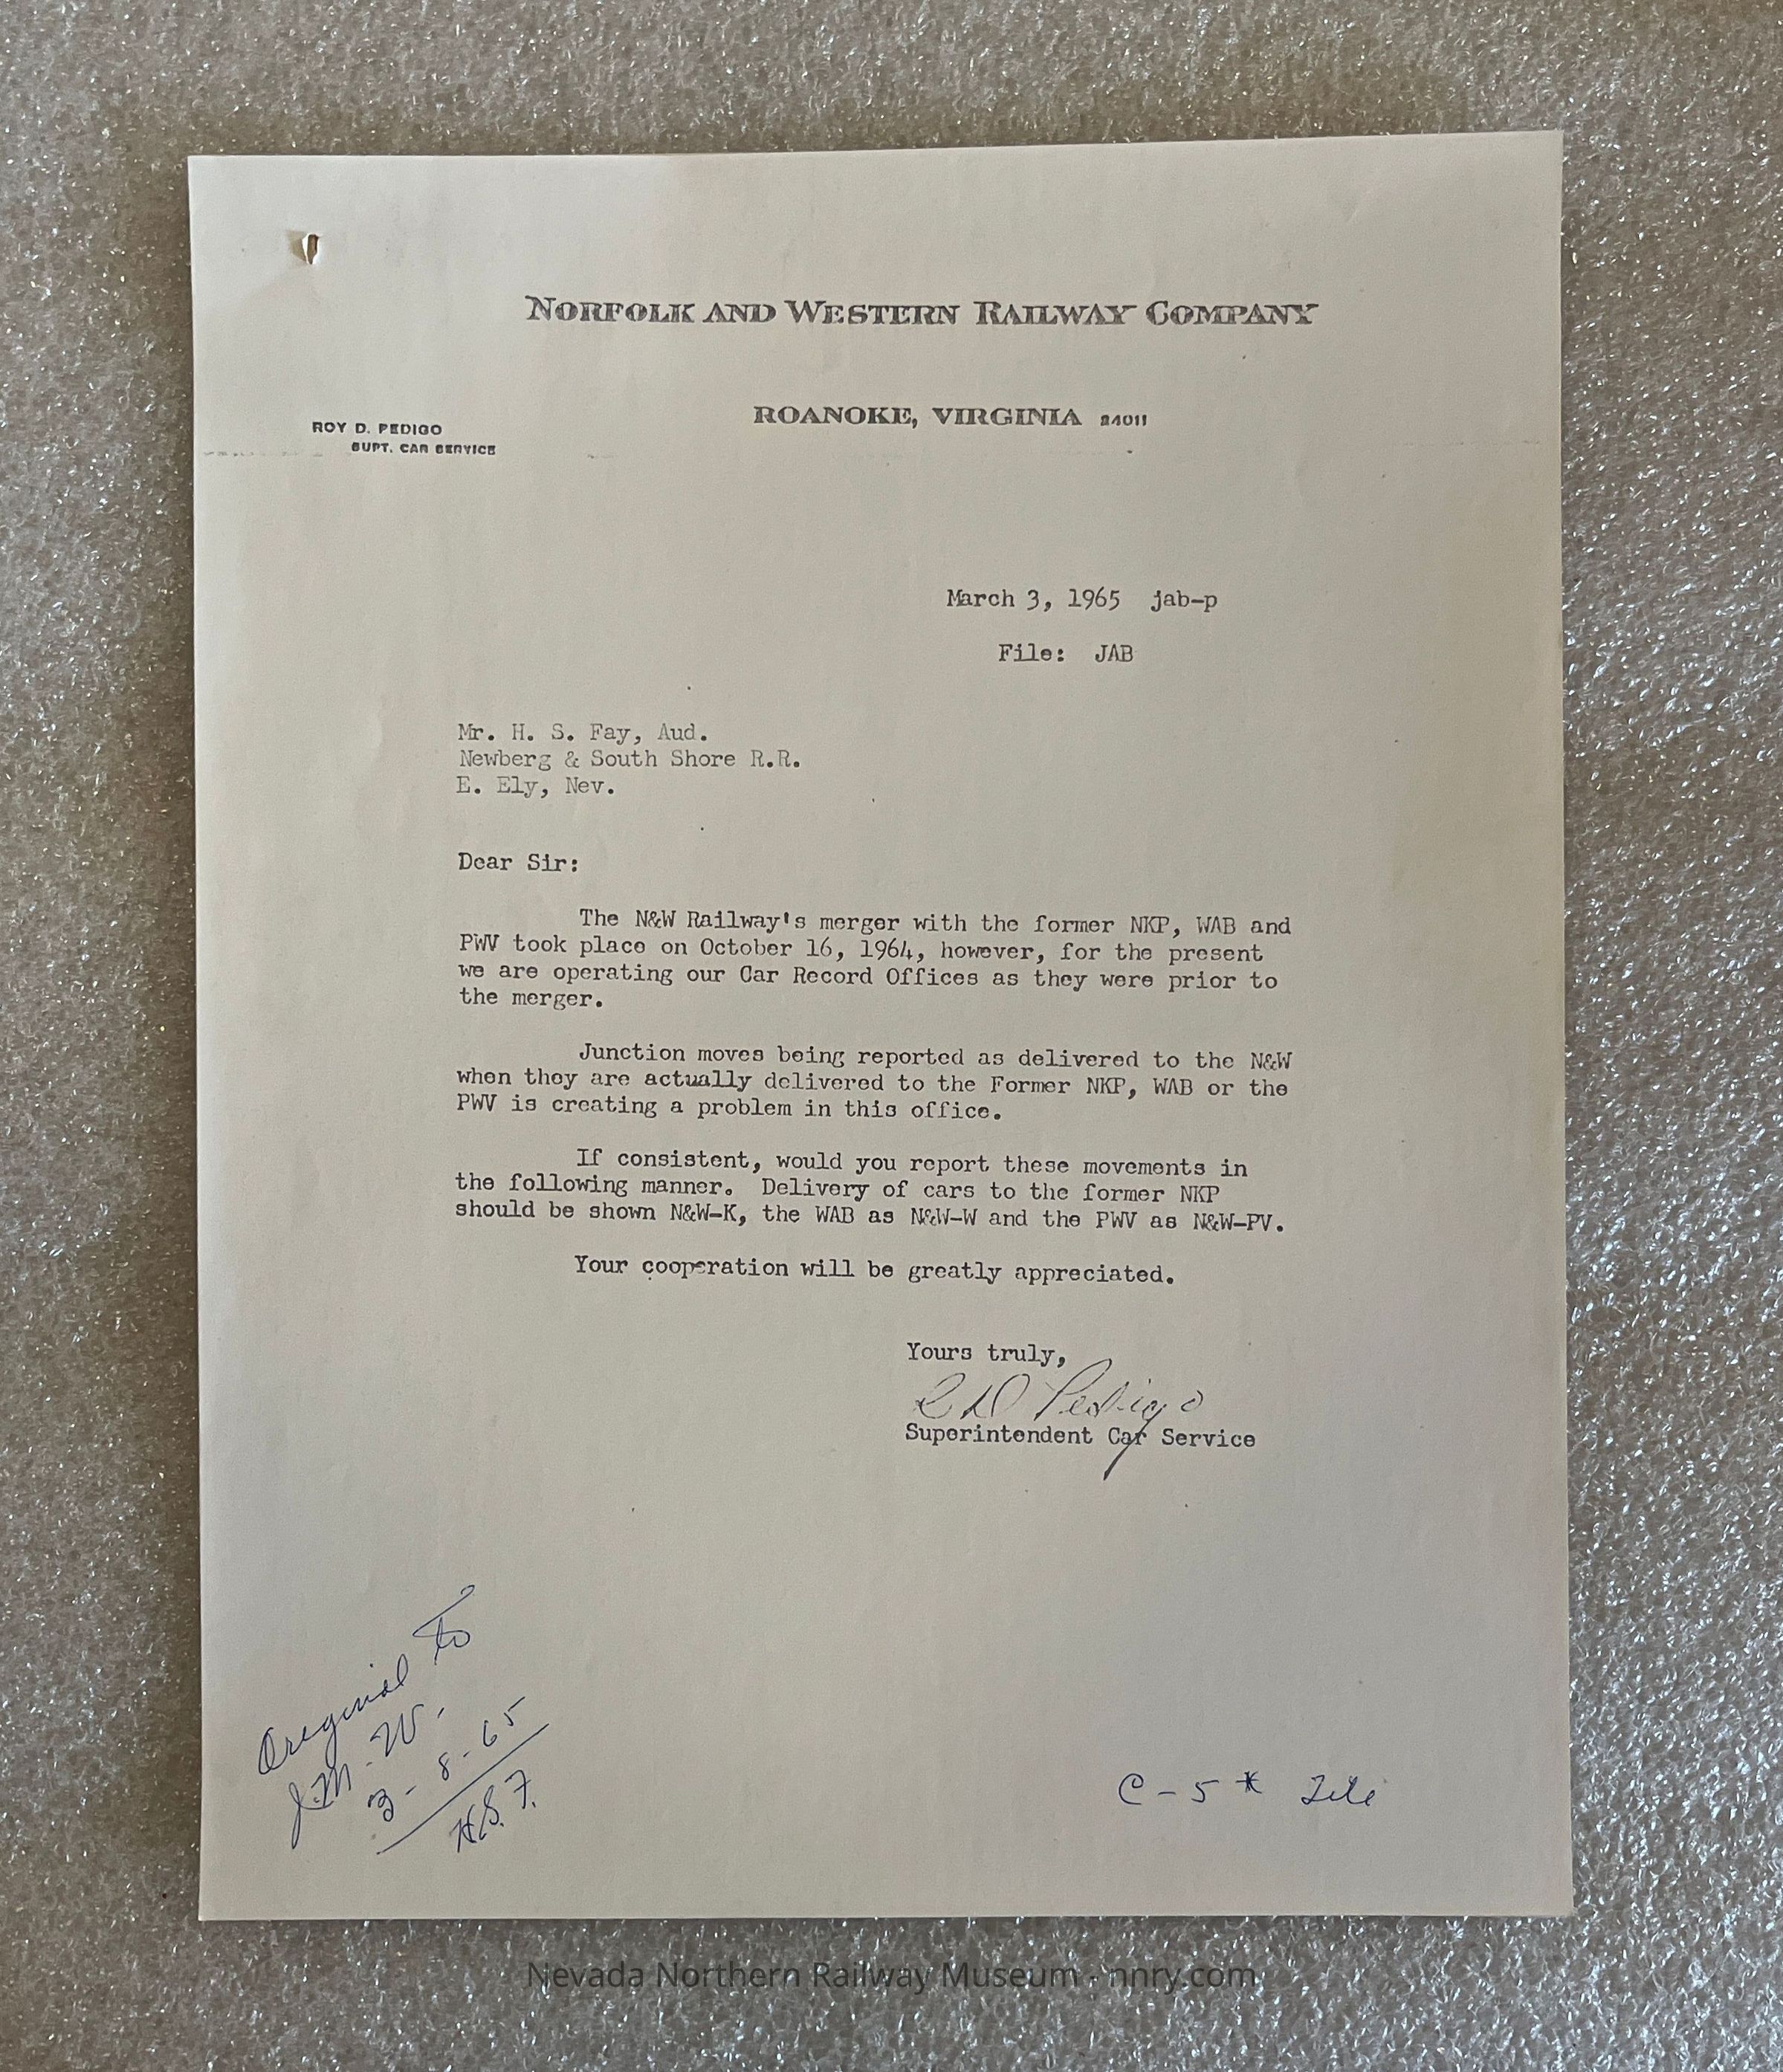 NORFOLK AND WESTERN RAILWAY COMPANY
ROANOKE, VIRGINIA 24011
ROY D. PEDIGO
SUPT. CAR SERVICE
March 3, 1965 jab-p
File: JAB
Mr. H. S. Fay, Aud.
Newberg & South Shore R.R.
E. Ely, Nev.
Dear Sir:
The N&W Railway's merger with the former NKP, WAB and
PWV took place on October 16, 1964, however, for the present
we are operating our Car Record Offices as they were prior to
the merger.
Junction moves being reported as delivered to the N&W
when they are actually delivered to the Former NKP, WAB or the
PWV is creating a problem in this office.
If consistent, would you report these movements in
the following manner. Delivery of cars to the former NKP
should be shown N&W-K, the WAB as N&W-W and the PWV as N&W-PV.
Your cooperation will be greatly appreciated.
Yours truly,
R D Pedigo
Superintendent Car Service
Original to
J.M.W.
3-8-65
H.S.F.
C-5*
Nevada Northern Railway Museum - nnry.com